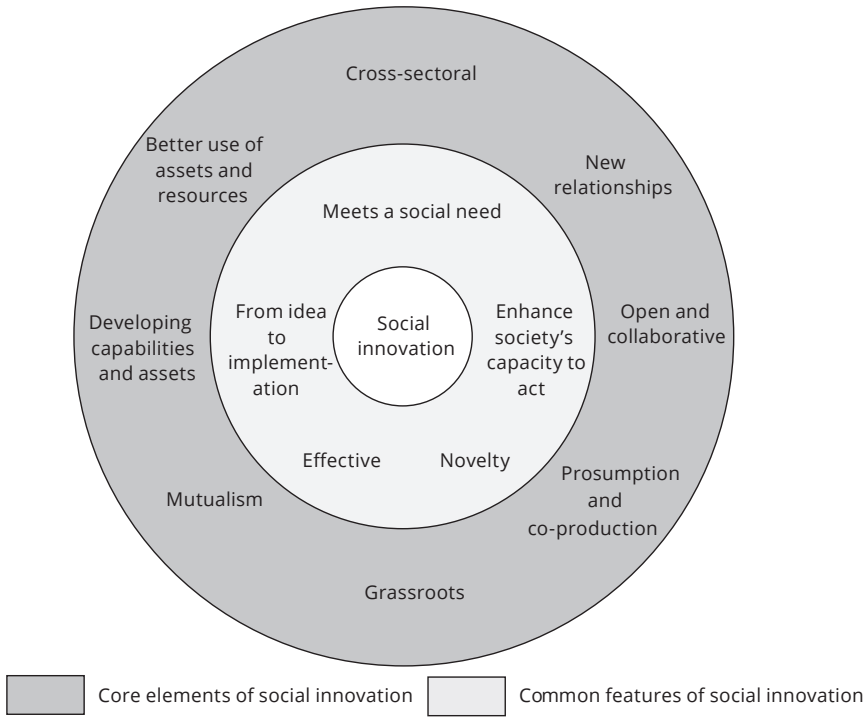 Cross-sectoral
Better use of
assets and
resources
New
relationships
Meets a social need
Developing
capabilities
and assets
From idea
to
implement-
ation
Social
innovation
Enhance
society's
capacity to
act
Open and
collaborative
Effective
Novelty
Mutualism
Prosumption
and
co-production
Grassroots
Core elements of social innovation
Common features of social innovation